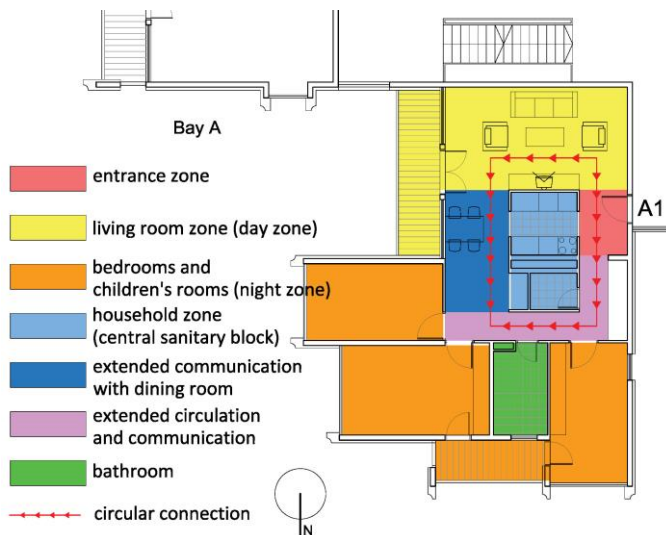 Bay A
entrance zone
A1
living room zone (day zone)
bedrooms and
children's rooms (night zone)
household zone
(central sanitary block)
extended communication
with dining room
extended circulation
and communication
bathroom
circular connection
N